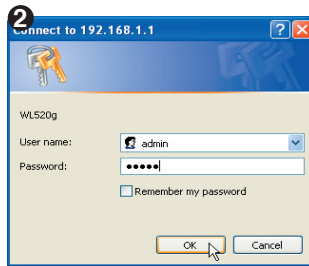 2
Connect to 192.168.1.1
WL520g
User name:
admin
Password:
•••••
Remember my password
OK
Cancel